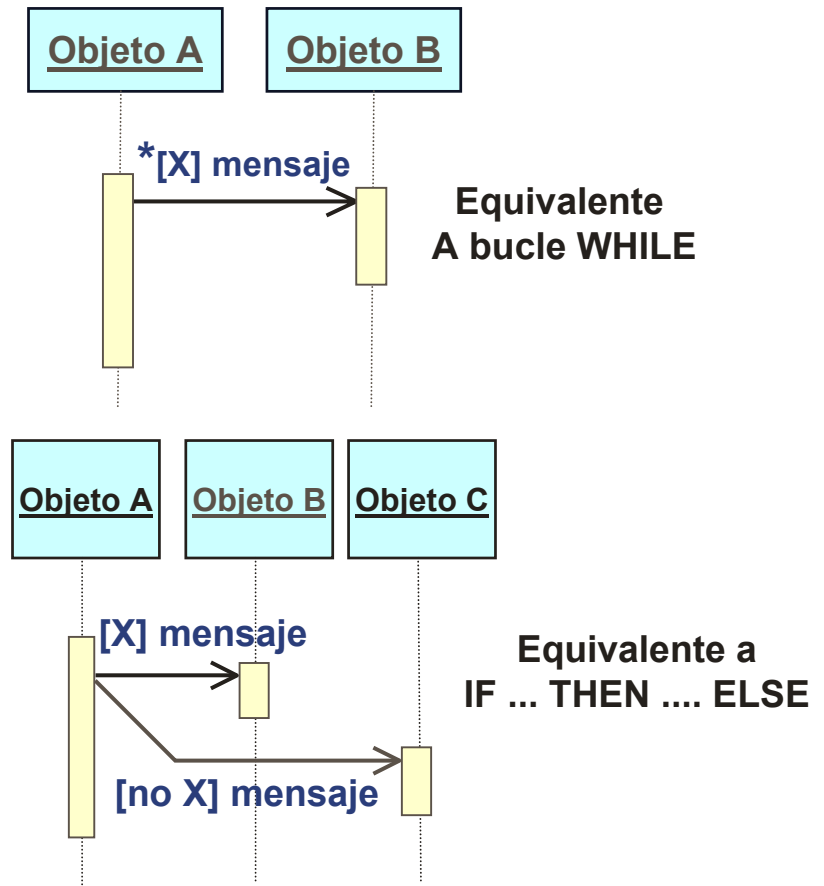 Objeto A
Objeto B
*[X] mensaje
Equivalente
A bucle WHILE
Objeto A
Objeto B
Objeto C
[X] mensaje
Equivalente a
IF ... THEN .... ELSE
[no X] mensaje